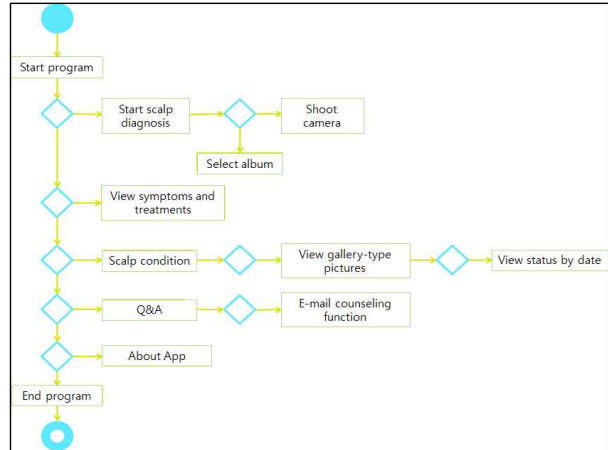 Start program
Start scalp
diagnosis
Shoot
camera
Select album
View symptoms and
treatments
Scalp condition
View gallery-type
pictures
View status by date
Q&A
E-mail counseling
function
About App
End program